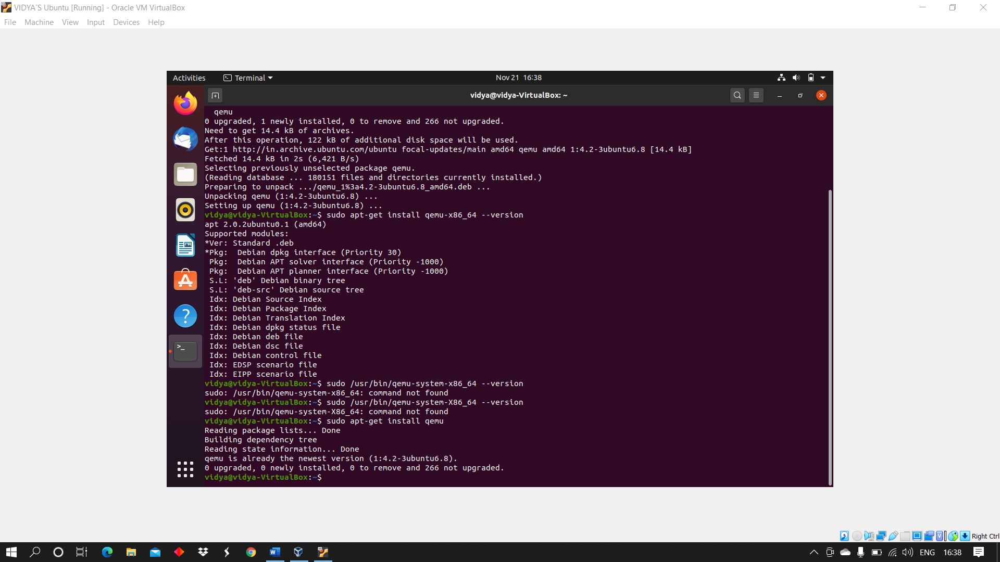 VIDYA`S Ubuntu [Running] - Oracle VM VirtualBox
File Machine View Input Devices Help
Activities Terminal Nov 21 16:38
vidya@vidya-VirtualBox: ~
qemu
0 upgraded, 1 newly installed, 0 to remove and 266 not upgraded.
Need to get 14.4 kB of archives.
After this operation, 122 kB of additional disk space will be used.
Get:1 http://in.archive.ubuntu.com/ubuntu focal-updates/main amd64 qemu amd64 1:4.2-3ubuntu6.8 [14.4 kB]
Fetched 14.4 kB in 2s (6,421 B/s)
Selecting previously unselected package qemu.
(Reading database ... 180151 files and directories currently installed.)
Preparing to unpack .../qemu_1%3a4.2-3ubuntu6.8_amd64.deb ...
Unpacking qemu (1:4.2-3ubuntu6.8) ...
Setting up qemu (1:4.2-3ubuntu6.8) ...
vidya@vidya-VirtualBox:~$ sudo apt-get install qemu-x86_64 --version
apt 2.0.2ubuntu0.1 (amd64)
Supported modules:
*Ver: Standard .deb
*Pkg:  Debian dpkg interface (Priority 30)
Pkg:  Debian APT solver interface (Priority -1000)
Pkg:  Debian APT planner interface (Priority -1000)
S.L: 'deb' Debian binary tree
S.L: 'deb-src' Debian source tree
Idx: Debian Source Index
Idx: Debian Package Index
Idx: Debian Translation Index
Idx: Debian dpkg status file
Idx: Debian deb file
Idx: Debian dsc file
Idx: Debian control file
Idx: EDSP scenario file
Idx: EIPP scenario file
vidya@vidya-VirtualBox:~$ sudo /usr/bin/qemu-system-x86_64 --version
sudo: /usr/bin/qemu-system-x86_64: command not found
vidya@vidya-VirtualBox:~$ sudo /usr/bin/qemu-system-X86_64 --version
sudo: /usr/bin/qemu-system-X86_64: command not found
vidya@vidya-VirtualBox:~$ sudo apt-get install qemu
Reading package lists... Done
Building dependency tree
Reading state information... Done
qemu is already the newest version (1:4.2-3ubuntu6.8).
0 upgraded, 0 newly installed, 0 to remove and 266 not upgraded.
vidya@vidya-VirtualBox:~$
Right Ctrl
ENG 16:38